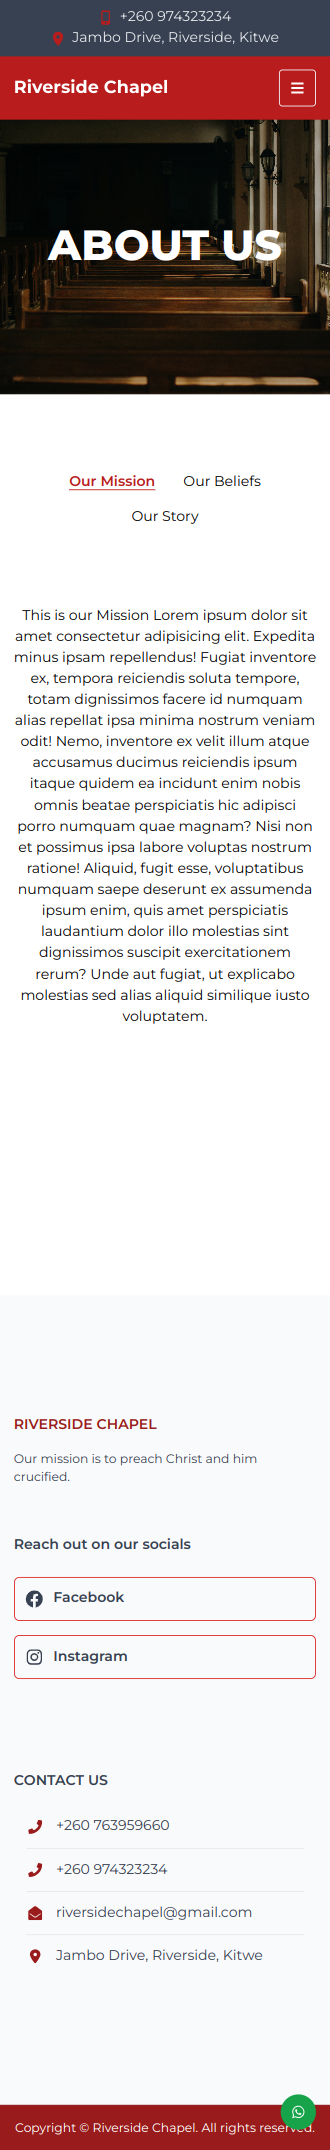 +260 974323234
Jambo Drive, Riverside, Kitwe
Riverside Chapel
ABOUT US
Our Mission
Our Beliefs
Our Story
This is our Mission Lorem ipsum dolor sit
amet consectetur adipisicing elit. Expedita
minus ipsam repellendus! Fugiat inventore
ex, tempora reiciendis soluta tempore,
totam dignissimos facere id numquam
alias repellat ipsa minima nostrum veniam
odit! Nemo, inventore ex velit illum atque
accusamus ducimus reiciendis ipsum
itaque quidem ea incidunt enim nobis
omnis beatae perspiciatis hic adipisci
porro numquam quae magnam? Nisi non
et possimus ipsa labore voluptas nostrum
ratione! Aliquid, fugit esse, voluptatibus
numquam saepe deserunt ex assumenda
ipsum enim, quis amet perspiciatis
laudantium dolor illo molestias sint
dignissimos suscipit exercitationem
rerum? Unde aut fugiat, ut explicabo
molestias sed alias aliquid similique iusto
voluptatem.
RIVERSIDE CHAPEL
Our mission is to preach Christ and him
crucified.
Reach out on our socials
Facebook
Instagram
CONTACT US
+260 763959660
+260 974323234
riversidechapel@gmail.com
Jambo Drive, Riverside, Kitwe
Copyright © Riverside Chapel. All rights reserved.